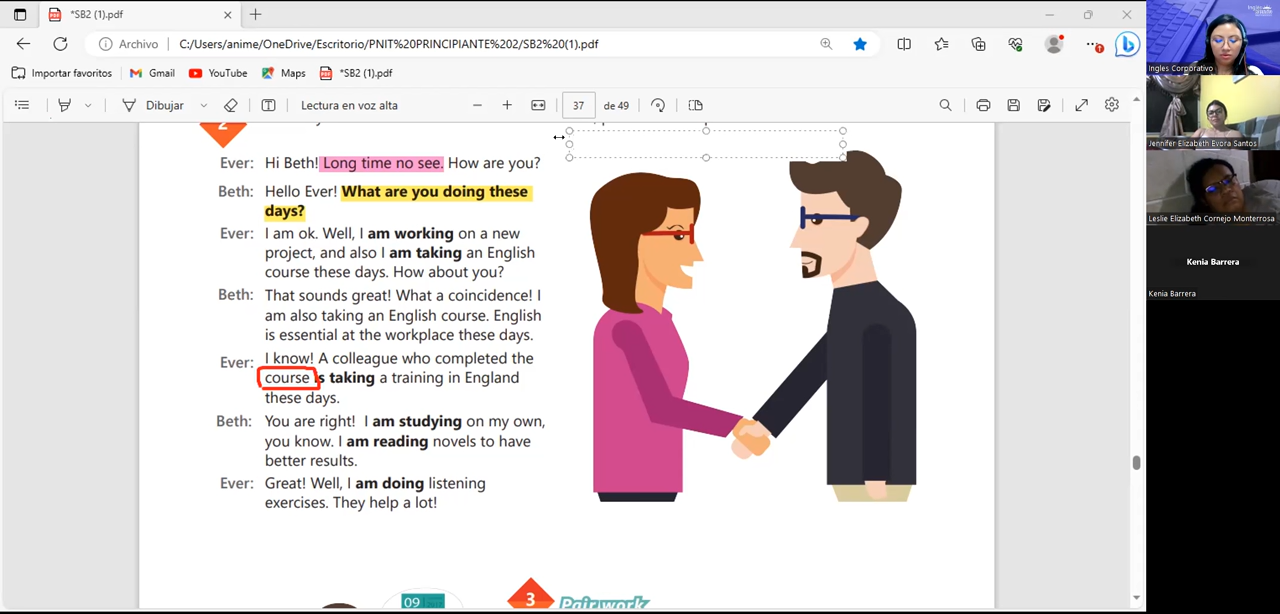 *SB2 (1).pdf
Archivo
C:/Users/anime/OneDrive/Escritorio/PNIT%20PRINCIPIANTE%202/SB2%20(1).pdf
Importar favoritos
Gmail
YouTube
Maps
*SB2 (1).pdf
Dibujar
Lectura en voz alta
37
de 49
2
Ever: Hi Beth! Long time no see. How are you?
Beth: Hello Ever! What are you doing these
days?
Ever: I am ok. Well, I am working on a new
project, and also I am taking an English
course these days. How about you?
Beth: That sounds great! What a coincidence! I
am also taking an English course. English
is essential at the workplace these days.
Ever: I know! A colleague who completed the
course is taking a training in England
these days.
Beth: You are right! I am studying on my own,
you know. I am reading novels to have
better results.
Ever: Great! Well, I am doing listening
exercises. They help a lot!
09
3
Pair work
Ingles Corporativo
Jennifer Elizabeth Evora Santos
Leslie Elizabeth Cornejo Monterrosa
Kenia Barrera
Kenia Barrera